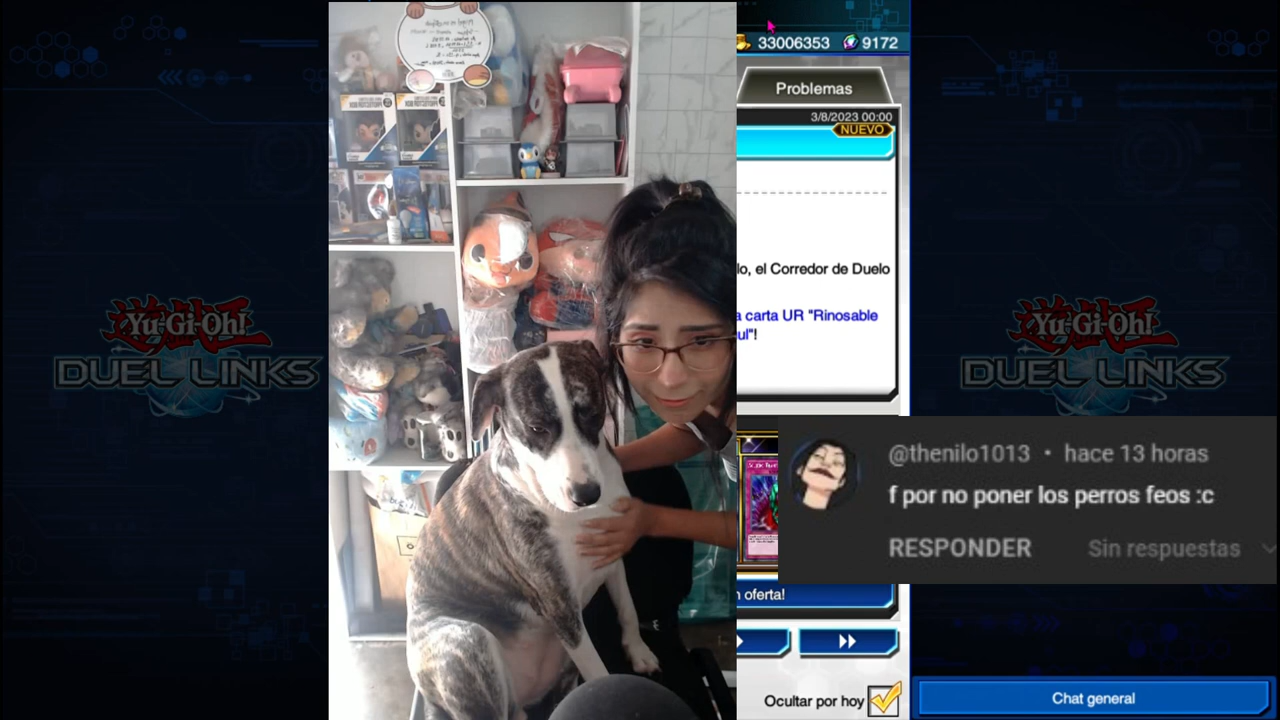 33006353
9172
Problemas
3/8/2023 00:00
NUEVO
lo, el Corredor de Duelo
a carta UR "Rinosable
ul"!
Yu-Gi-Oh!
DUEL LINKS
Yu-Gi-Oh!
DUEL LINKS
@thenilo1013 • hace 13 horas
f por no poner los perros feos :c
RESPONDER
Sin respuestas
n oferta!
Ocultar por hoy
Chat general